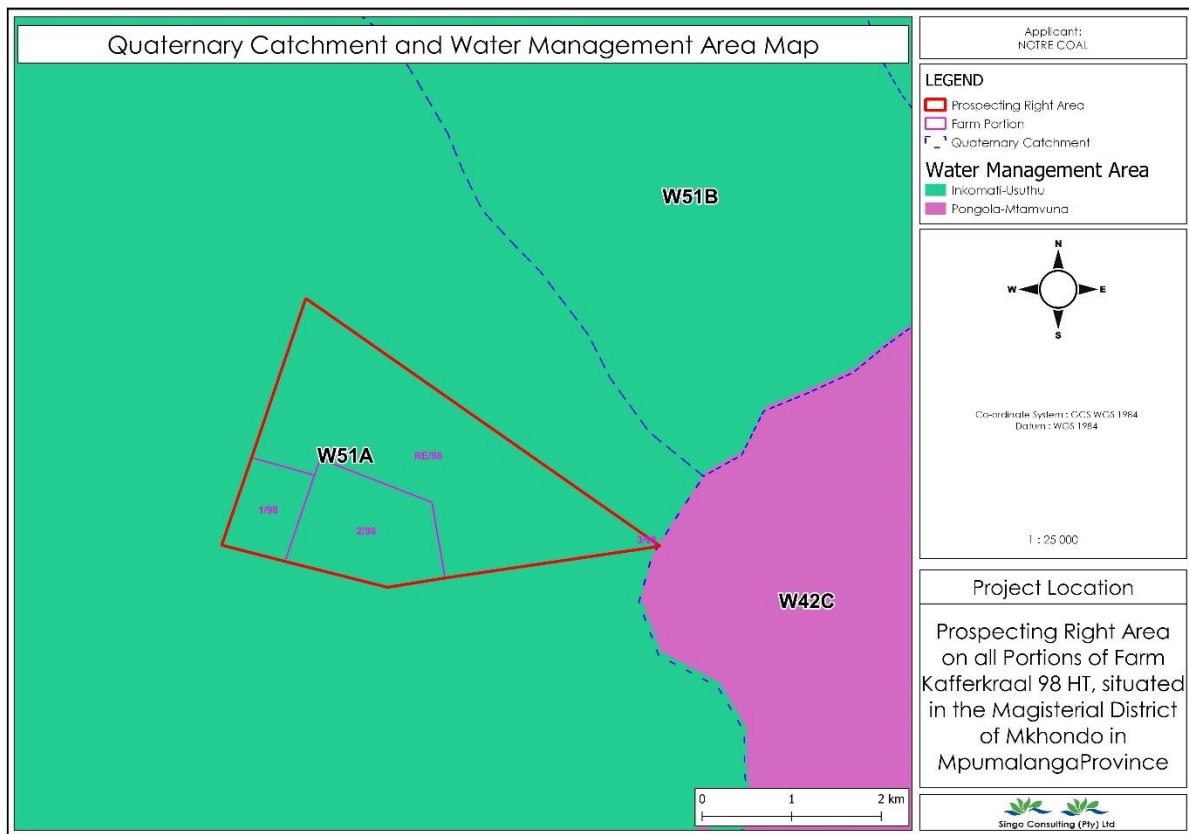 Quaternary Catchment and Water Management Area Map
W51B
W51A
RE/98
1/98
2/98
W42C
0 1 2 km
Applicant:
NOTRE COAL
LEGEND
Prospecting Right Area
Farm Portion
Quaternary Catchment
Water Management Area
Inkomati-Usuthu
Pongola-Mtamvuna
N
W E
S
Co-ordinate System : GCS WGS 1984
Datum : WGS 1984
1 : 25 000
Project Location
Prospecting Right Area
on all Portions of Farm
Kafferkraal 98 HT, situated
in the Magisterial District
of Mkhondo in
MpumalangaProvince
Singo Consulting (Pty) Ltd